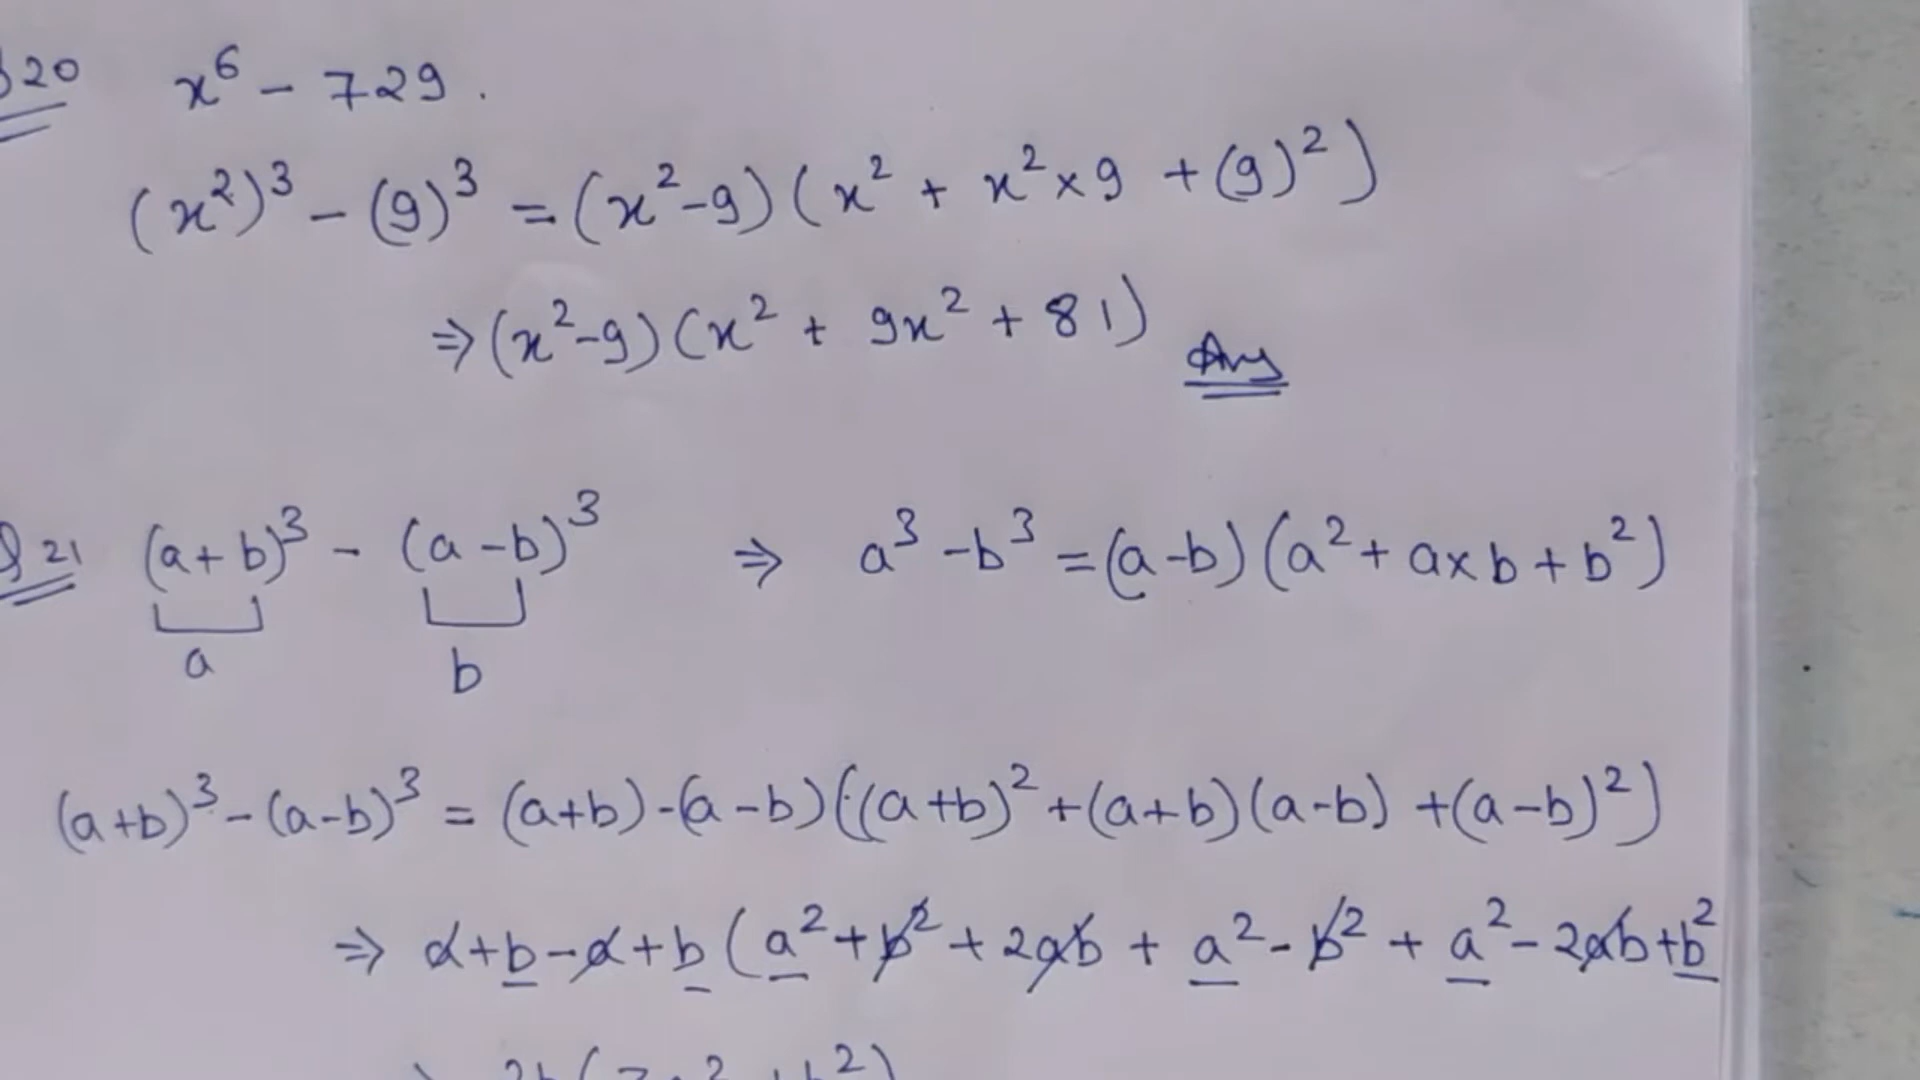 Q20 x⁶ - 729.
(x²)³ - (9)³ = (x²-9)(x² + x²×9 + (9)²)
⇒ (x²-9)(x² + 9x² + 81) Ans
Q21 (a+b)³ - (a-b)³ ⇒ a³-b³ = (a-b)(a² + a×b + b²)
a b
(a+b)³ - (a-b)³ = (a+b)-(a-b)((a+b)² + (a+b)(a-b) + (a-b)²)
⇒ a+b-a+b (a²+b²+2ab + a²-b² + a²-2ab+b²